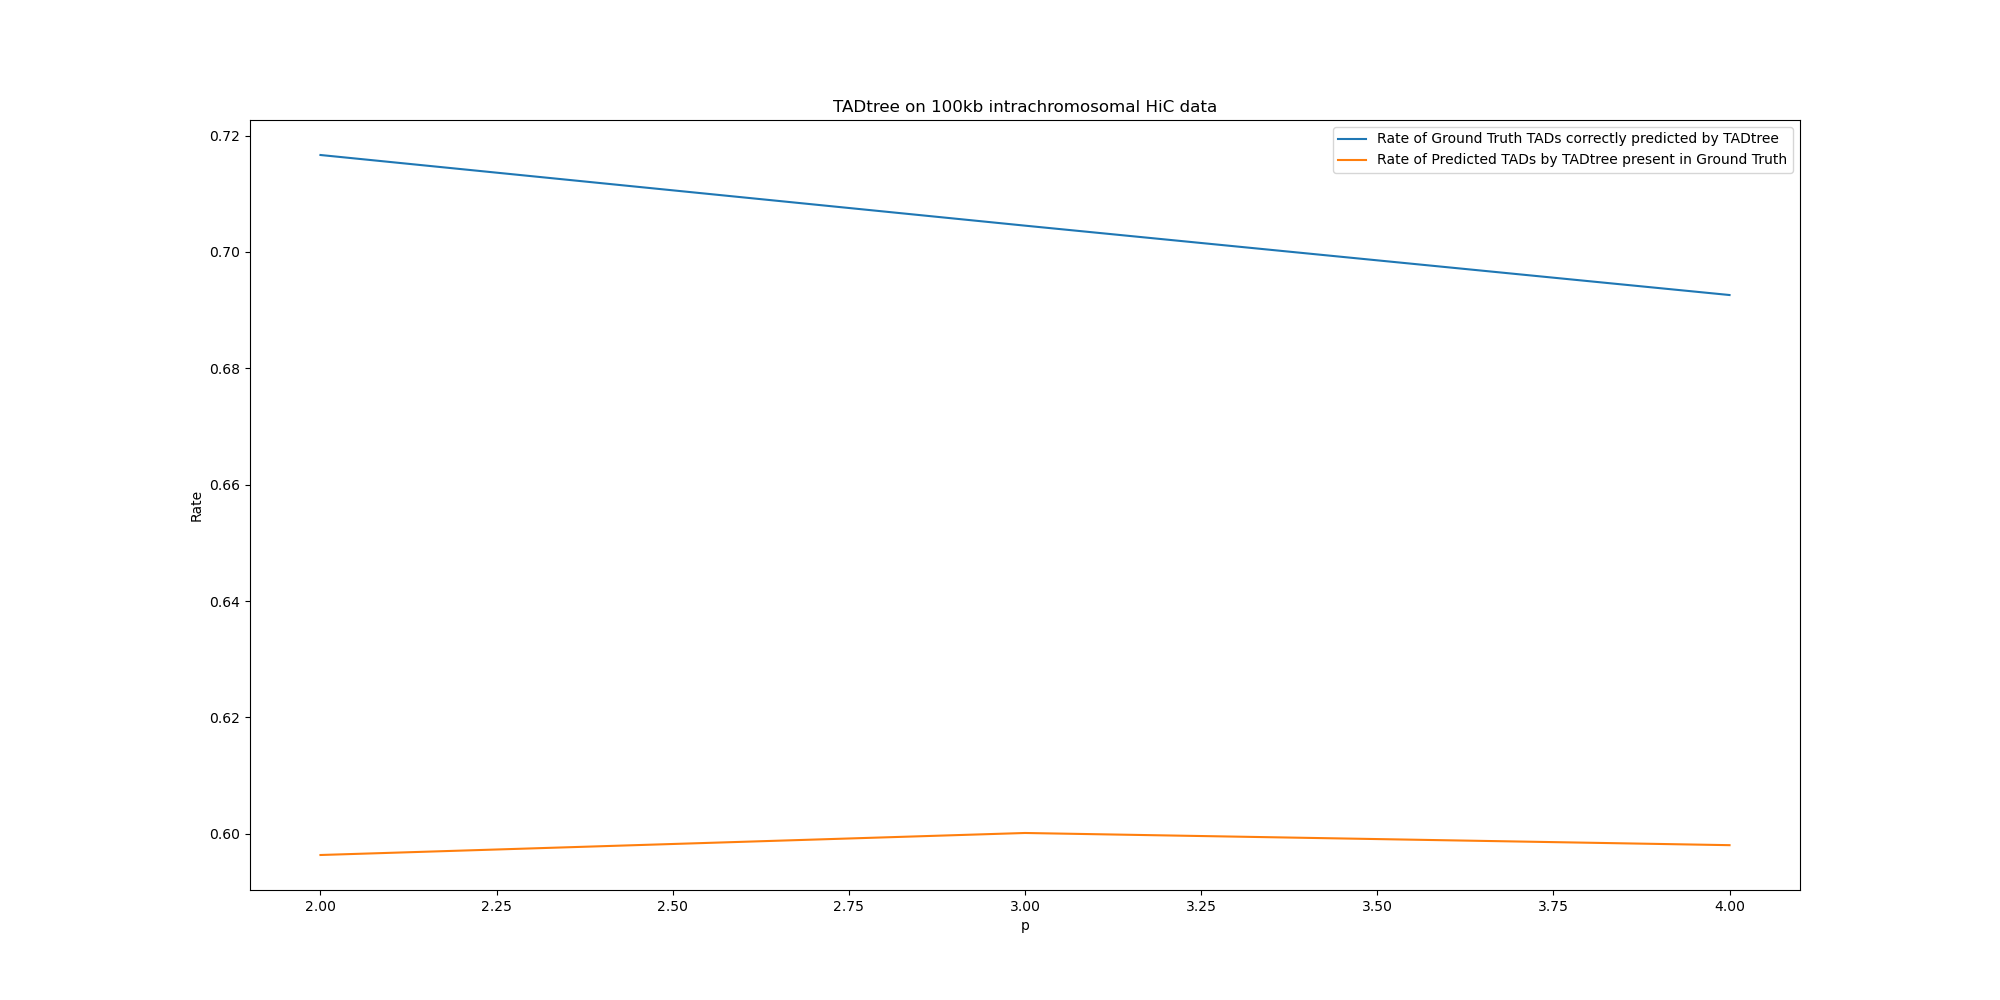 TADtree on 100kb intrachromosomal HiC data
Rate of Ground Truth TADs correctly predicted by TADtree
Rate of Predicted TADs by TADtree present in Ground Truth
0.72
0.70
0.68
0.66
0.64
0.62
0.60
Rate
2.00 2.25 2.50 2.75 3.00 3.25 3.50 3.75 4.00
p